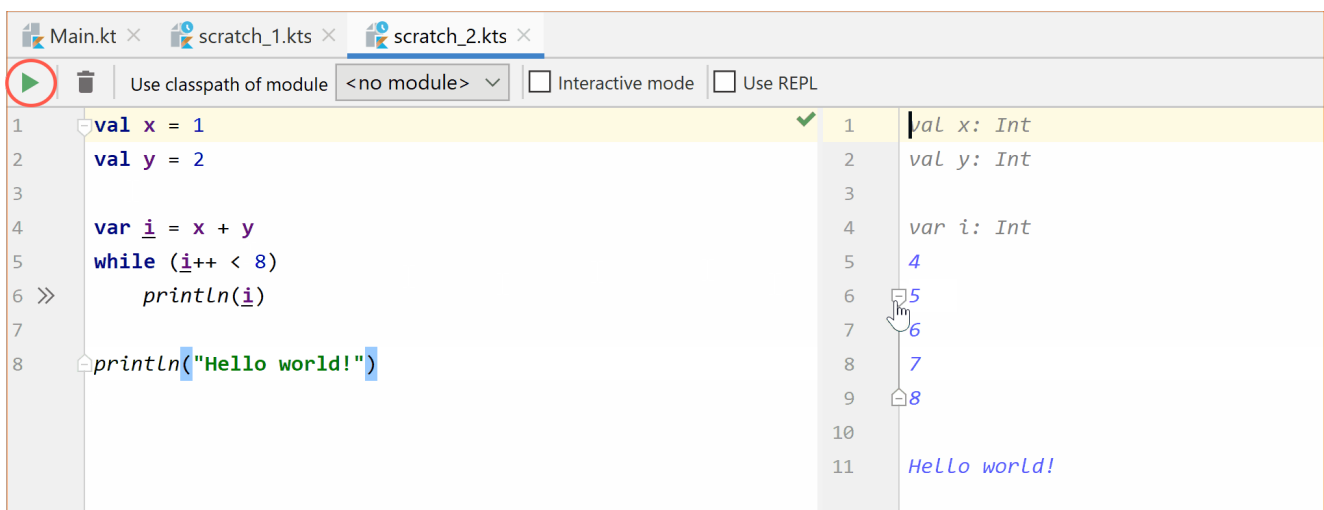 Main.kt scratch_1.kts scratch_2.kts
Use classpath of module <no module> Interactive mode Use REPL
1 val x = 1
2 val y = 2
3
4 var i = x + y
5 while (i++ < 8)
6 println(i)
7
8 println("Hello world!")
1 val x: Int
2 val y: Int
3
4 var i: Int
5 4
6 5
7 6
8 7
9 8
10
11 Hello world!